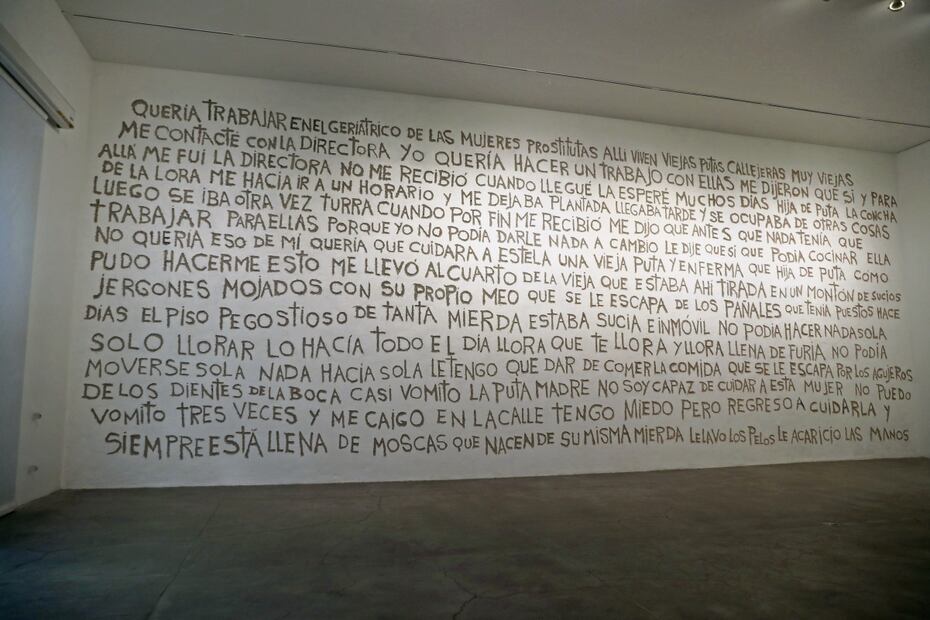 QUERÍA TRABAJAR EN EL GERIÁTRICO DE LAS MUJERES PROSTITUTAS ALLI VIVEN VIEJAS PUTAS CALLEJERAS MUY VIEJAS
ME CONTACTÉ CON LA DIRECTORA YO QUERÍA HACER UN TRABAJO CON ELLAS ME DIJERON QUE SI Y PARA
ALLÁ ME FUI LA DIRECTORA NO ME RECIBIÓ CUANDO LLEGUÉ LA ESPERÉ MUCHOS DÍAS HIJA DE PUTA LA CONCHA
DE LA LORA ME HACIA IR A UN HORARIO Y ME DEJABA PLANTADA LLEGABA TARDE Y SE OCUPABA DE OTRAS COSAS
LUEGO SE IBA OTRA VEZ TURRA CUANDO POR FIN ME RECIBIÓ ME DIJO QUE ANTES QUE NADA TENÍA QUE
TRABAJAR PARA ELLAS PORQUE YO NO PODÍA DARLE NADA A CAMBIO LE DIJE QUE SI QUE PODÍA COCINAR ELLA
NO QUERÍA ESO DE MÍ QUERÍA QUE CUIDARA A ESTELA UNA VIEJA PUTA Y ENFERMA QUE HIJA DE PUTA COMO
PUDO HACERME ESTO ME LLEVÓ AL CUARTO DE LA VIEJA QUE ESTABA AHI TIRADA EN UN MONTÓN DE SUCIOS
JERGONES MOJADOS CON SU PROPIO MEO QUE SE LE ESCAPA DE LOS PAÑALES QUE TENÍA PUESTOS HACE
DÍAS EL PISO PEGOSTIOSO DE TANTA MIERDA ESTABA SUCIA E INMÓVIL NO PODÍA HACER NADA SOLA
SOLO LLORAR LO HACÍA TODO EL DÍA LLORA QUE TE LLORA Y LLORA LLENA DE FURIA NO PODÍA
MOVERSE SOLA NADA HACÍA SOLA LE TENGO QUE DAR DE COMER LA COMIDA QUE SE LE ESCAPA POR LOS AGUJEROS
DE LOS DIENTES DE LA BOCA CASI VOMITO LA PUTA MADRE NO SOY CAPAZ DE CUIDAR A ESTA MUJER NO PUEDO
VOMITO TRES VECES Y ME CAIGO EN LA CALLE TENGO MIEDO PERO REGRESO A CUIDARLA Y
SIEMPRE ESTÁ LLENA DE MOSCAS QUE NACEN DE SU MISMA MIERDA LE LAVO LOS PELOS LE ACARICIO LAS MANOS